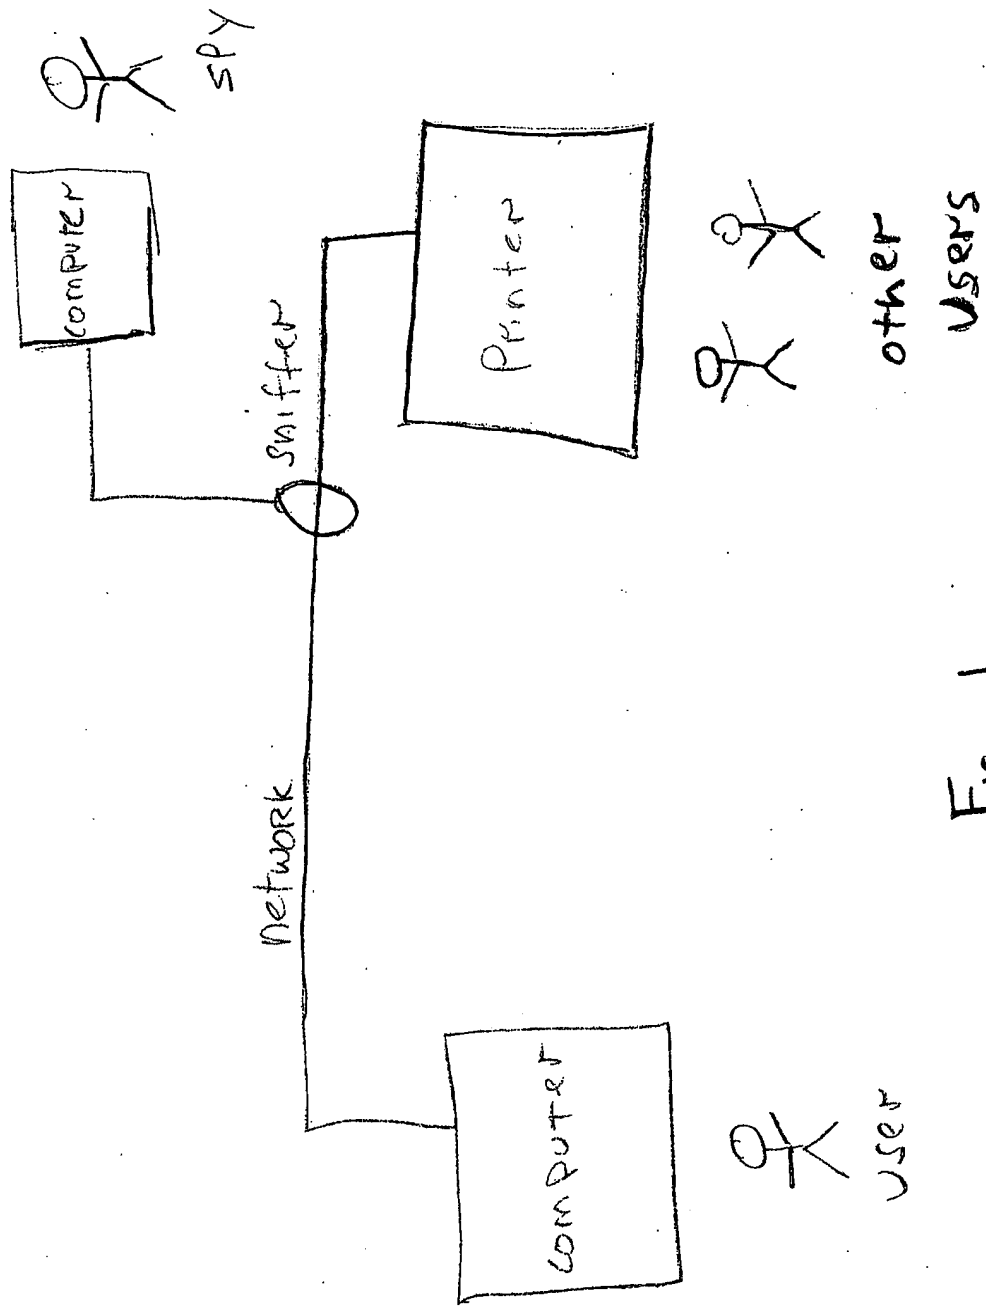 SPY
computer
sniffer
network
Printer
computer
other
users
user
Fig. 1